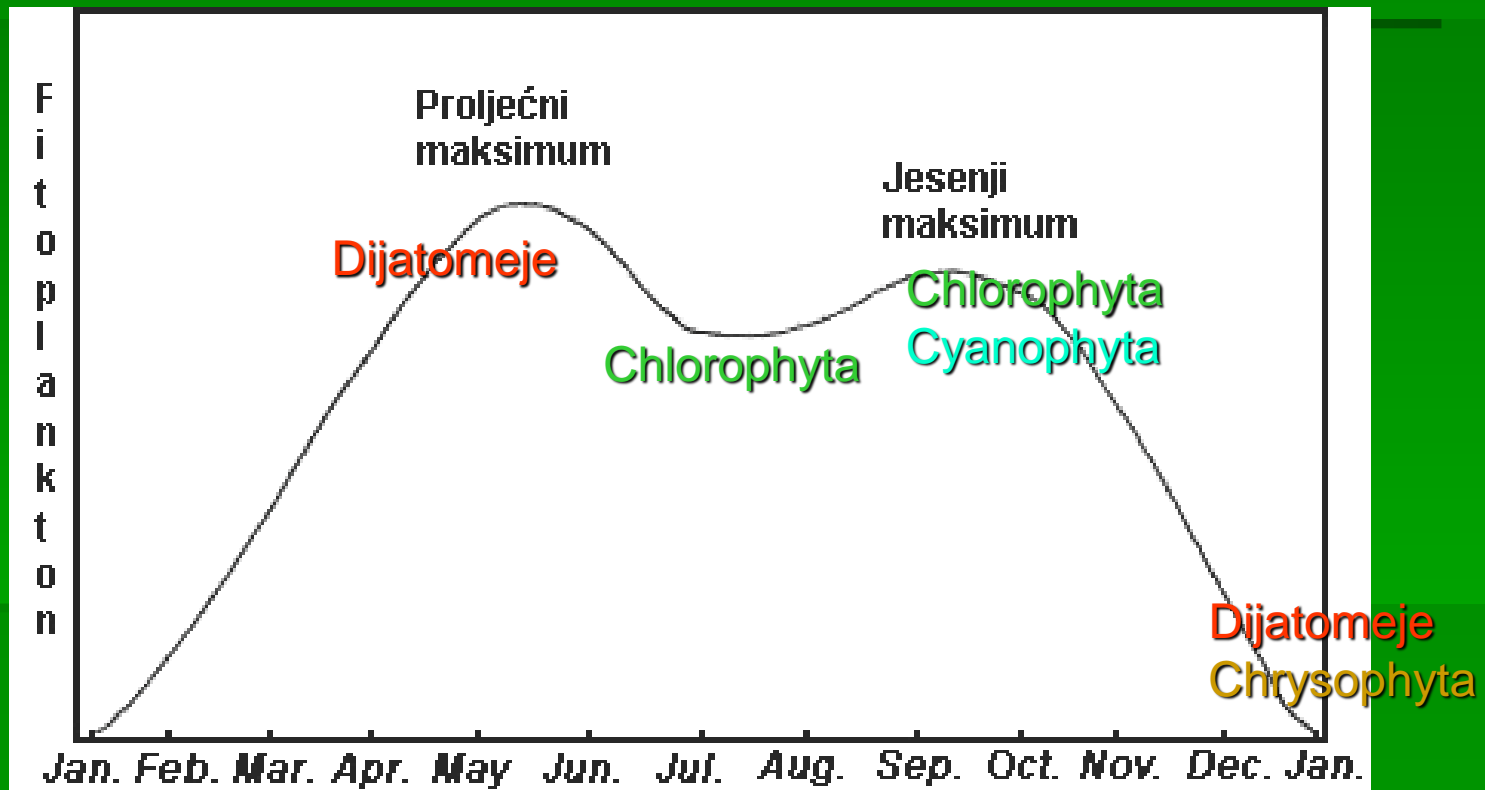 Fitoplankton
Proljećni
maksimum
Jesenji
maksimum
Dijatomeje
Chlorophyta
Chlorophyta
Cyanophyta
Dijatomeje
Chrysophyta
Jan. Feb. Mar. Apr. May Jun. Jul. Aug. Sep. Oct. Nov. Dec. Jan.